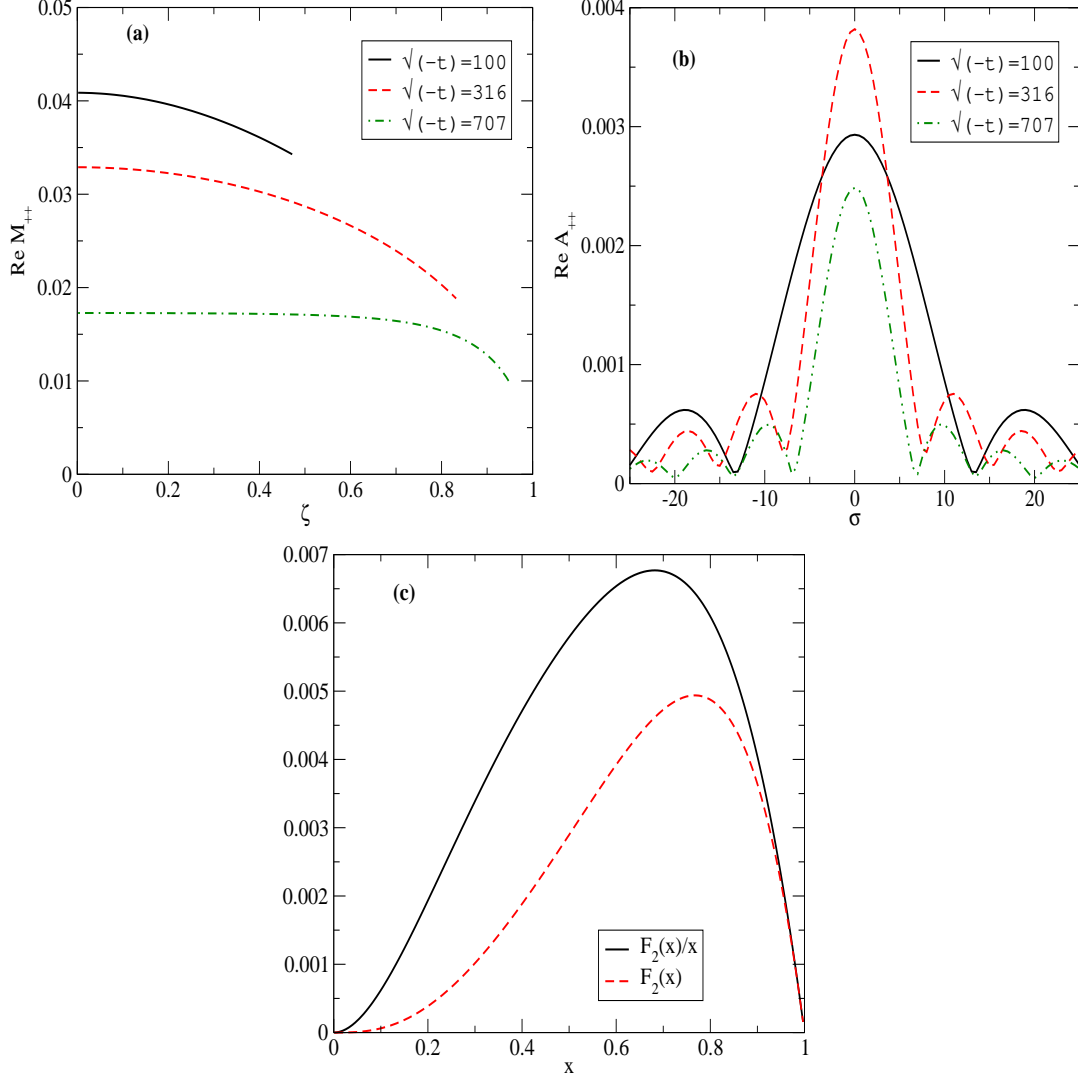 (a)
√(-t)=100
√(-t)=316
√(-t)=707
0.05
0.04
0.03
0.02
0.01
0
Re M₊₊
0 0.2 0.4 0.6 0.8 1
ζ
(b)
√(-t)=100
√(-t)=316
√(-t)=707
0.004
0.003
0.002
0.001
0
Re A₊₊
-20 -10 0 10 20
σ
(c)
0.007
0.006
0.005
0.004
0.003
0.002
0.001
0
F₂(x)/x
F₂(x)
0 0.2 0.4 0.6 0.8 1
x